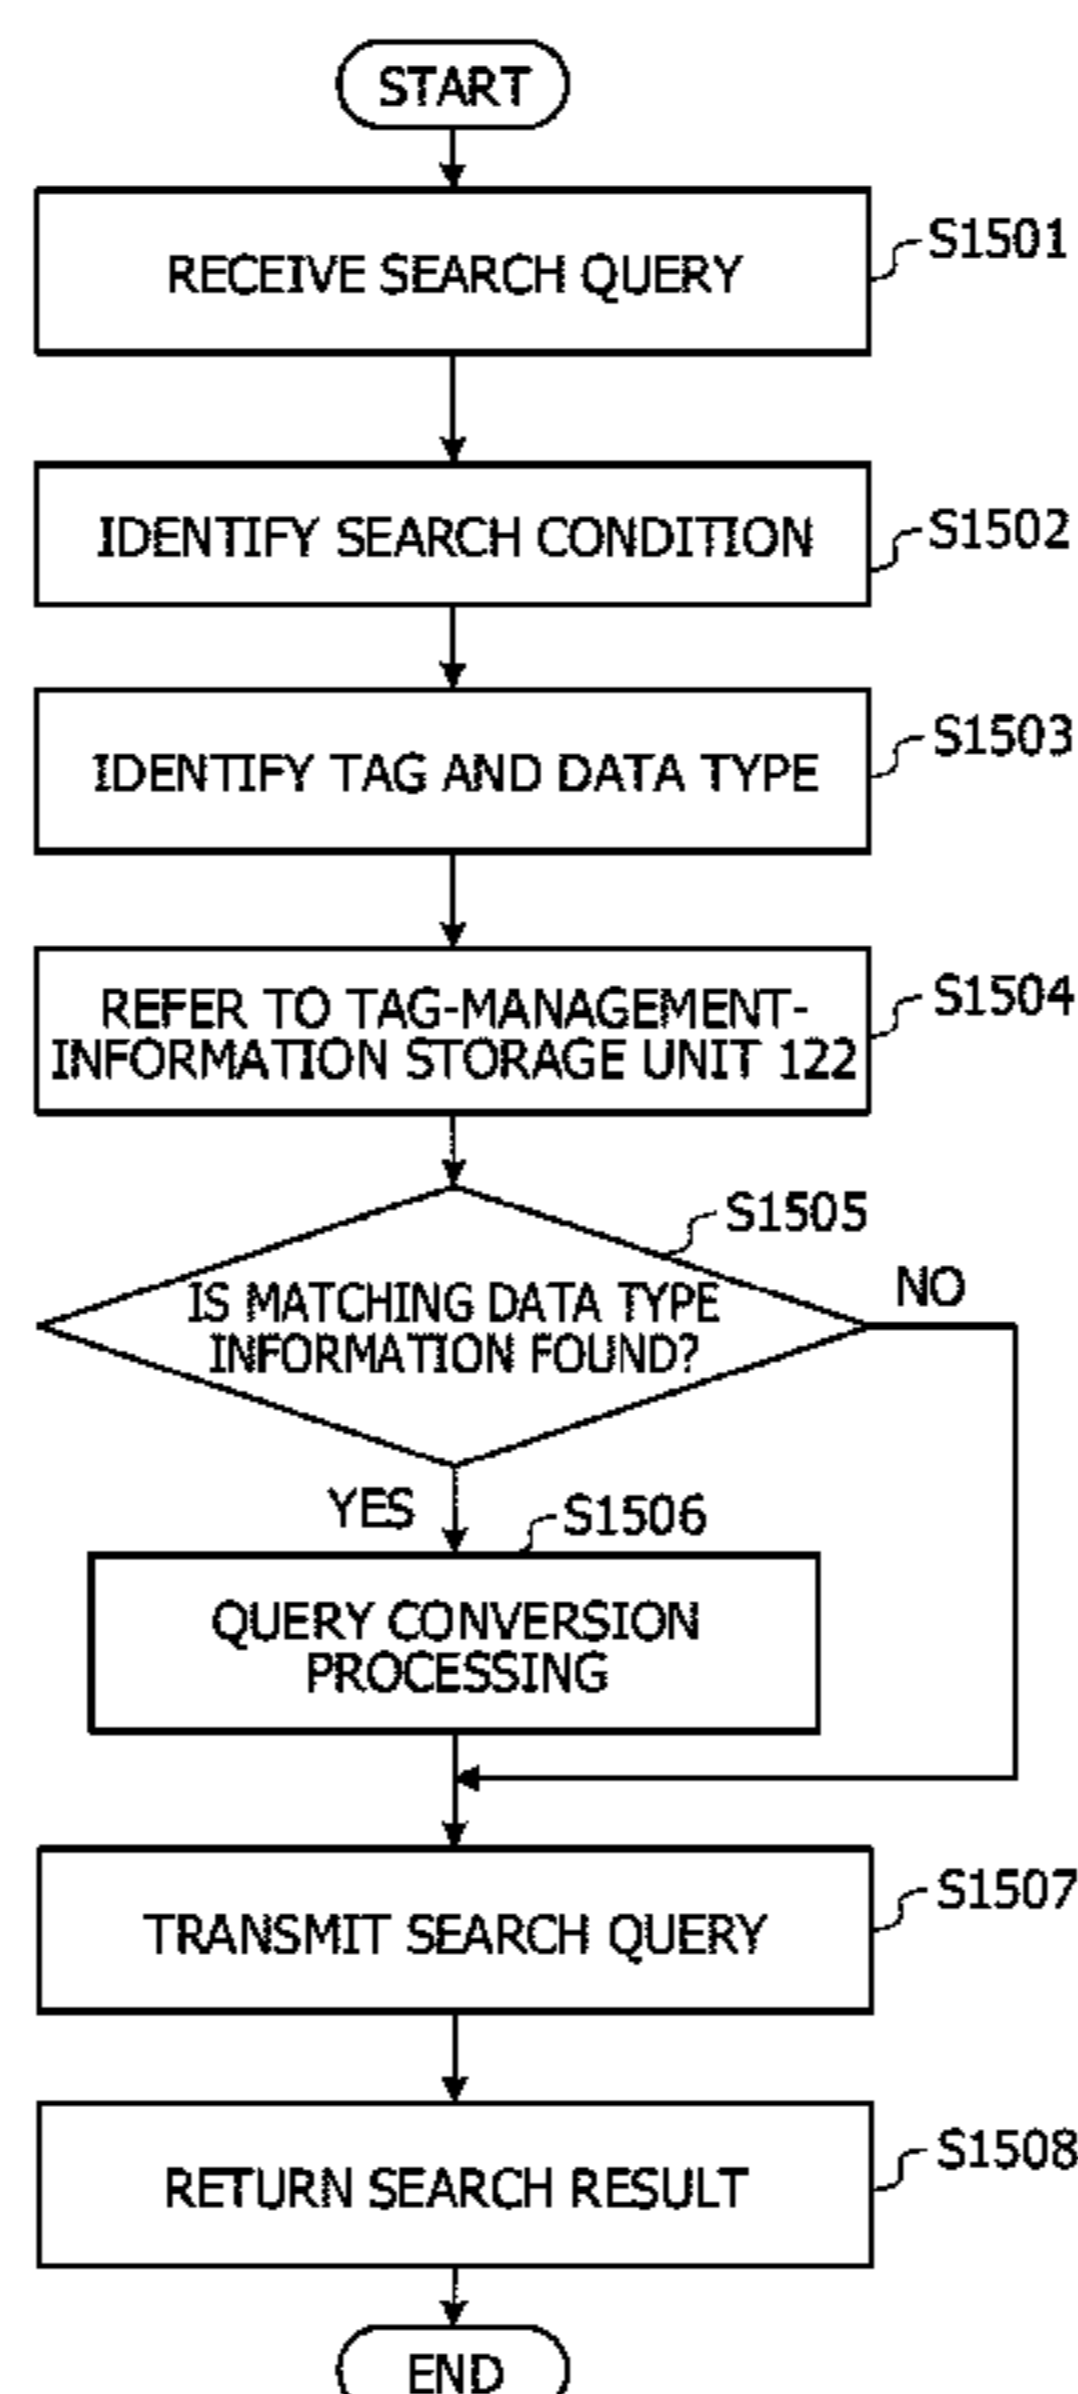 START
RECEIVE SEARCH QUERY
S1501
IDENTIFY SEARCH CONDITION
S1502
IDENTIFY TAG AND DATA TYPE
S1503
REFER TO TAG-MANAGEMENT-
INFORMATION STORAGE UNIT 122
S1504
S1505
IS MATCHING DATA TYPE
INFORMATION FOUND?
NO
YES
S1506
QUERY CONVERSION
PROCESSING
TRANSMIT SEARCH QUERY
S1507
RETURN SEARCH RESULT
S1508
END